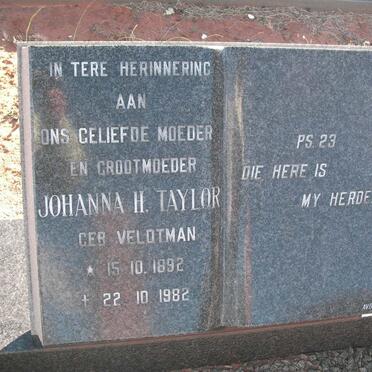 IN TERE HERINNERING
AAN
ONS GELIEFDE MOEDER
EN GROOTMOEDER
JOHANNA H. TAYLOR
GEB VELDTMAN
* 15. 10. 1892
† 22. 10. 1982
PS. 23
DIE HERE IS
MY HERDE